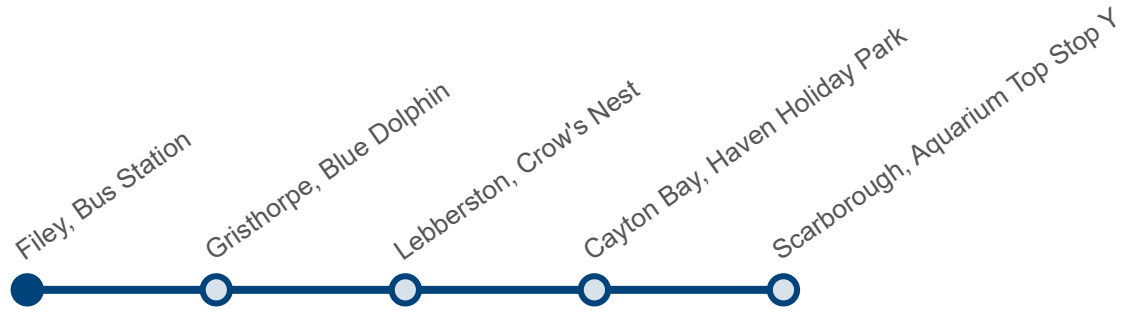 Filey, Bus Station
Gristhorpe, Blue Dolphin
Lebberston, Crow's Nest
Cayton Bay, Haven Holiday Park
Scarborough, Aquarium Top Stop Y